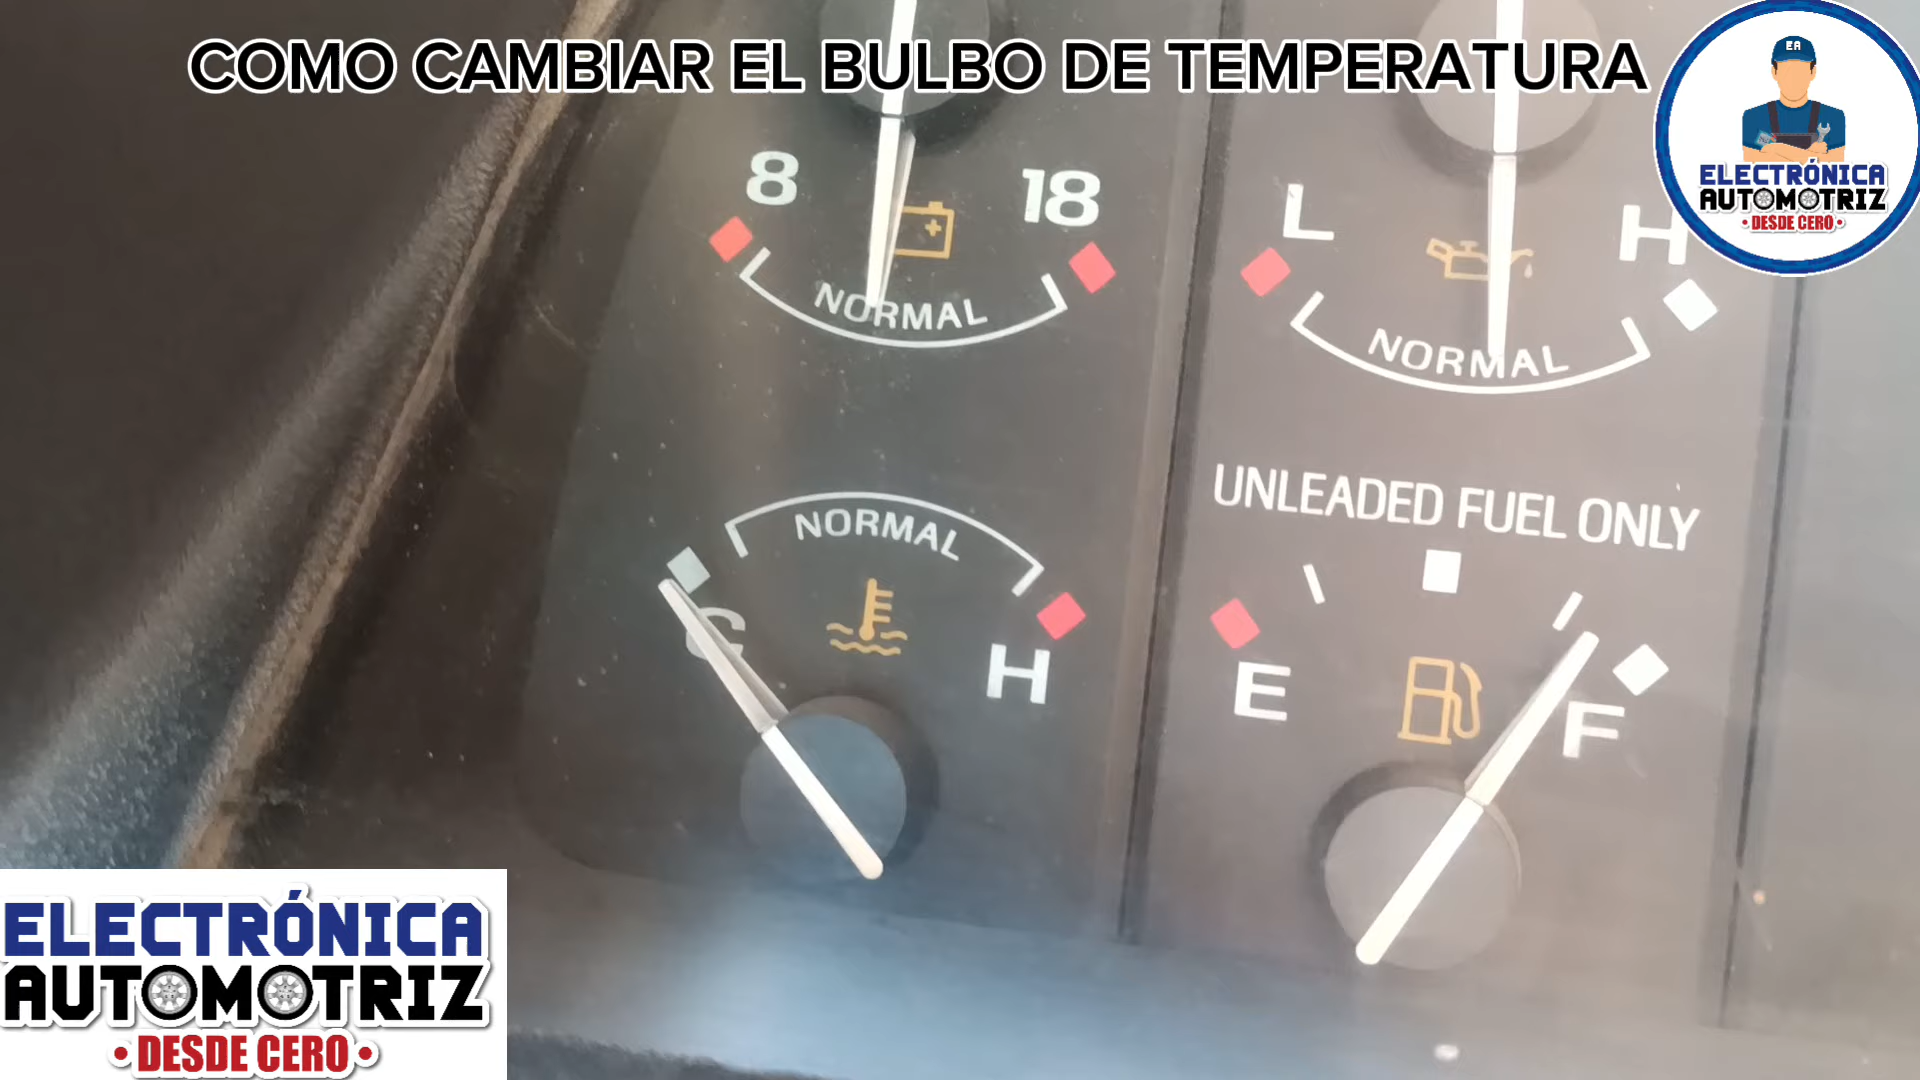 COMO CAMBIAR EL BULBO DE TEMPERATURA
EA
ELECTRÓNICA
AUTOMOTRIZ
• DESDE CERO •
8
18
NORMAL
L
H
NORMAL
NORMAL
C
H
UNLEADED FUEL ONLY
E
F
ELECTRÓNICA
AUTOMOTRIZ
• DESDE CERO •